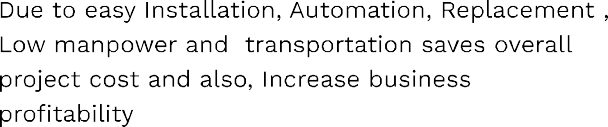 Due to easy Installation, Automation, Replacement ,
Low manpower and  transportation saves overall
project cost and also, Increase business
profitability